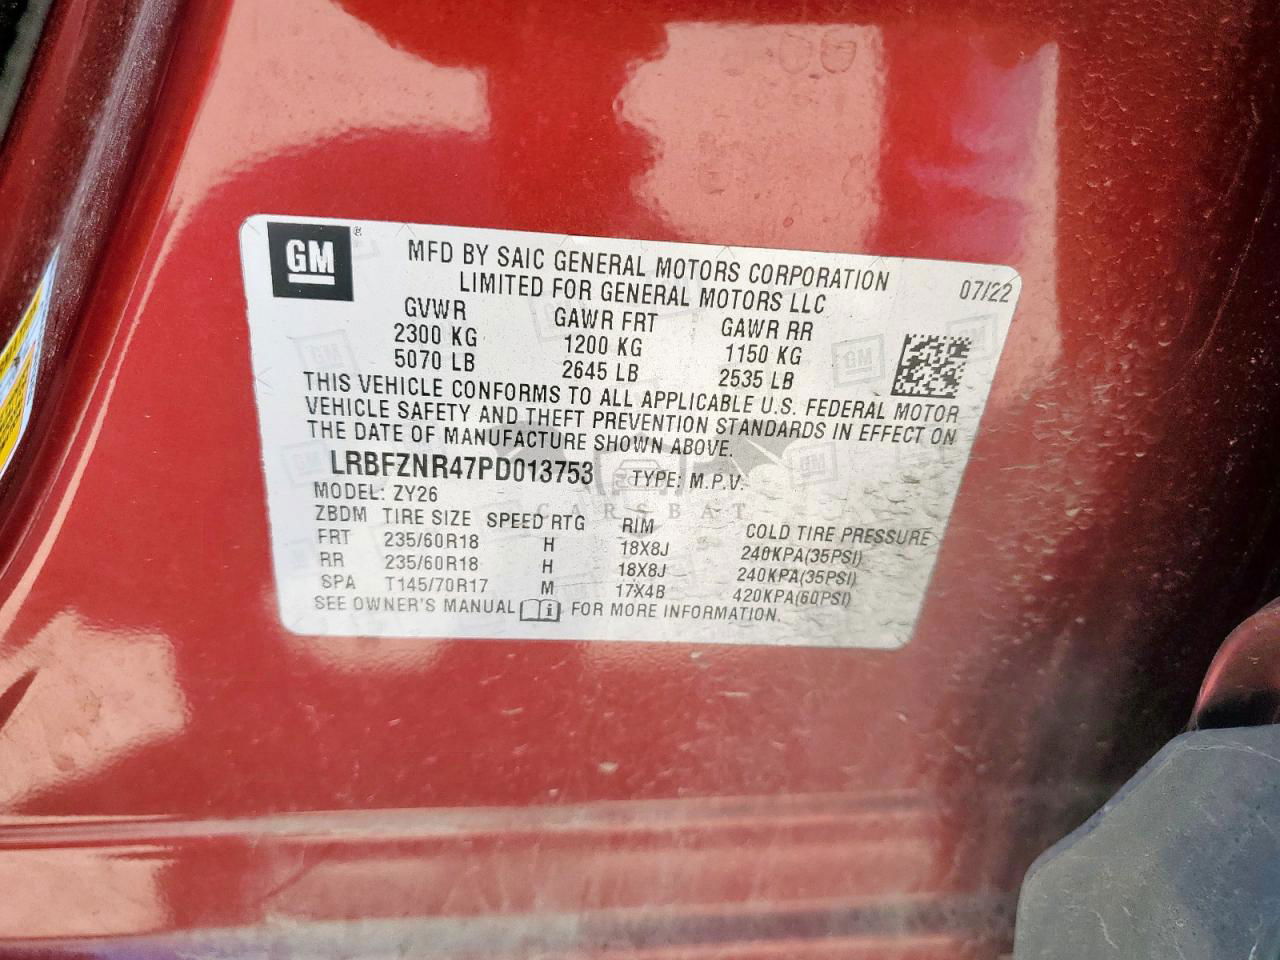 GM® MFD BY SAIC GENERAL MOTORS CORPORATION 07/22
LIMITED FOR GENERAL MOTORS LLC
GVWR GAWR FRT GAWR RR
2300 KG 1200 KG 1150 KG
5070 LB 2645 LB 2535 LB
THIS VEHICLE CONFORMS TO ALL APPLICABLE U.S. FEDERAL MOTOR
VEHICLE SAFETY AND THEFT PREVENTION STANDARDS IN EFFECT ON
THE DATE OF MANUFACTURE SHOWN ABOVE.
LRBFZNR47PD013753 TYPE: M.P.V.
MODEL: ZY26
CARSBAT
ZBDM TIRE SIZE SPEED RTG RIM COLD TIRE PRESSURE
FRT 235/60R18 H 18X8J 240KPA(35PSI)
RR 235/60R18 H 18X8J 240KPA(35PSI)
SPA T145/70R17 M 17X4B 420KPA(60PSI)
SEE OWNER'S MANUAL i FOR MORE INFORMATION.